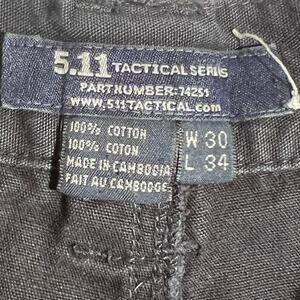 5.11 TACTICAL SERIES
PART NUMBER: 74251
WWW.511TACTICAL.COM
100% COTTON
100% COTON
MADE IN CAMBODIA
FAIT AU CAMBODGE
W 30
L 34